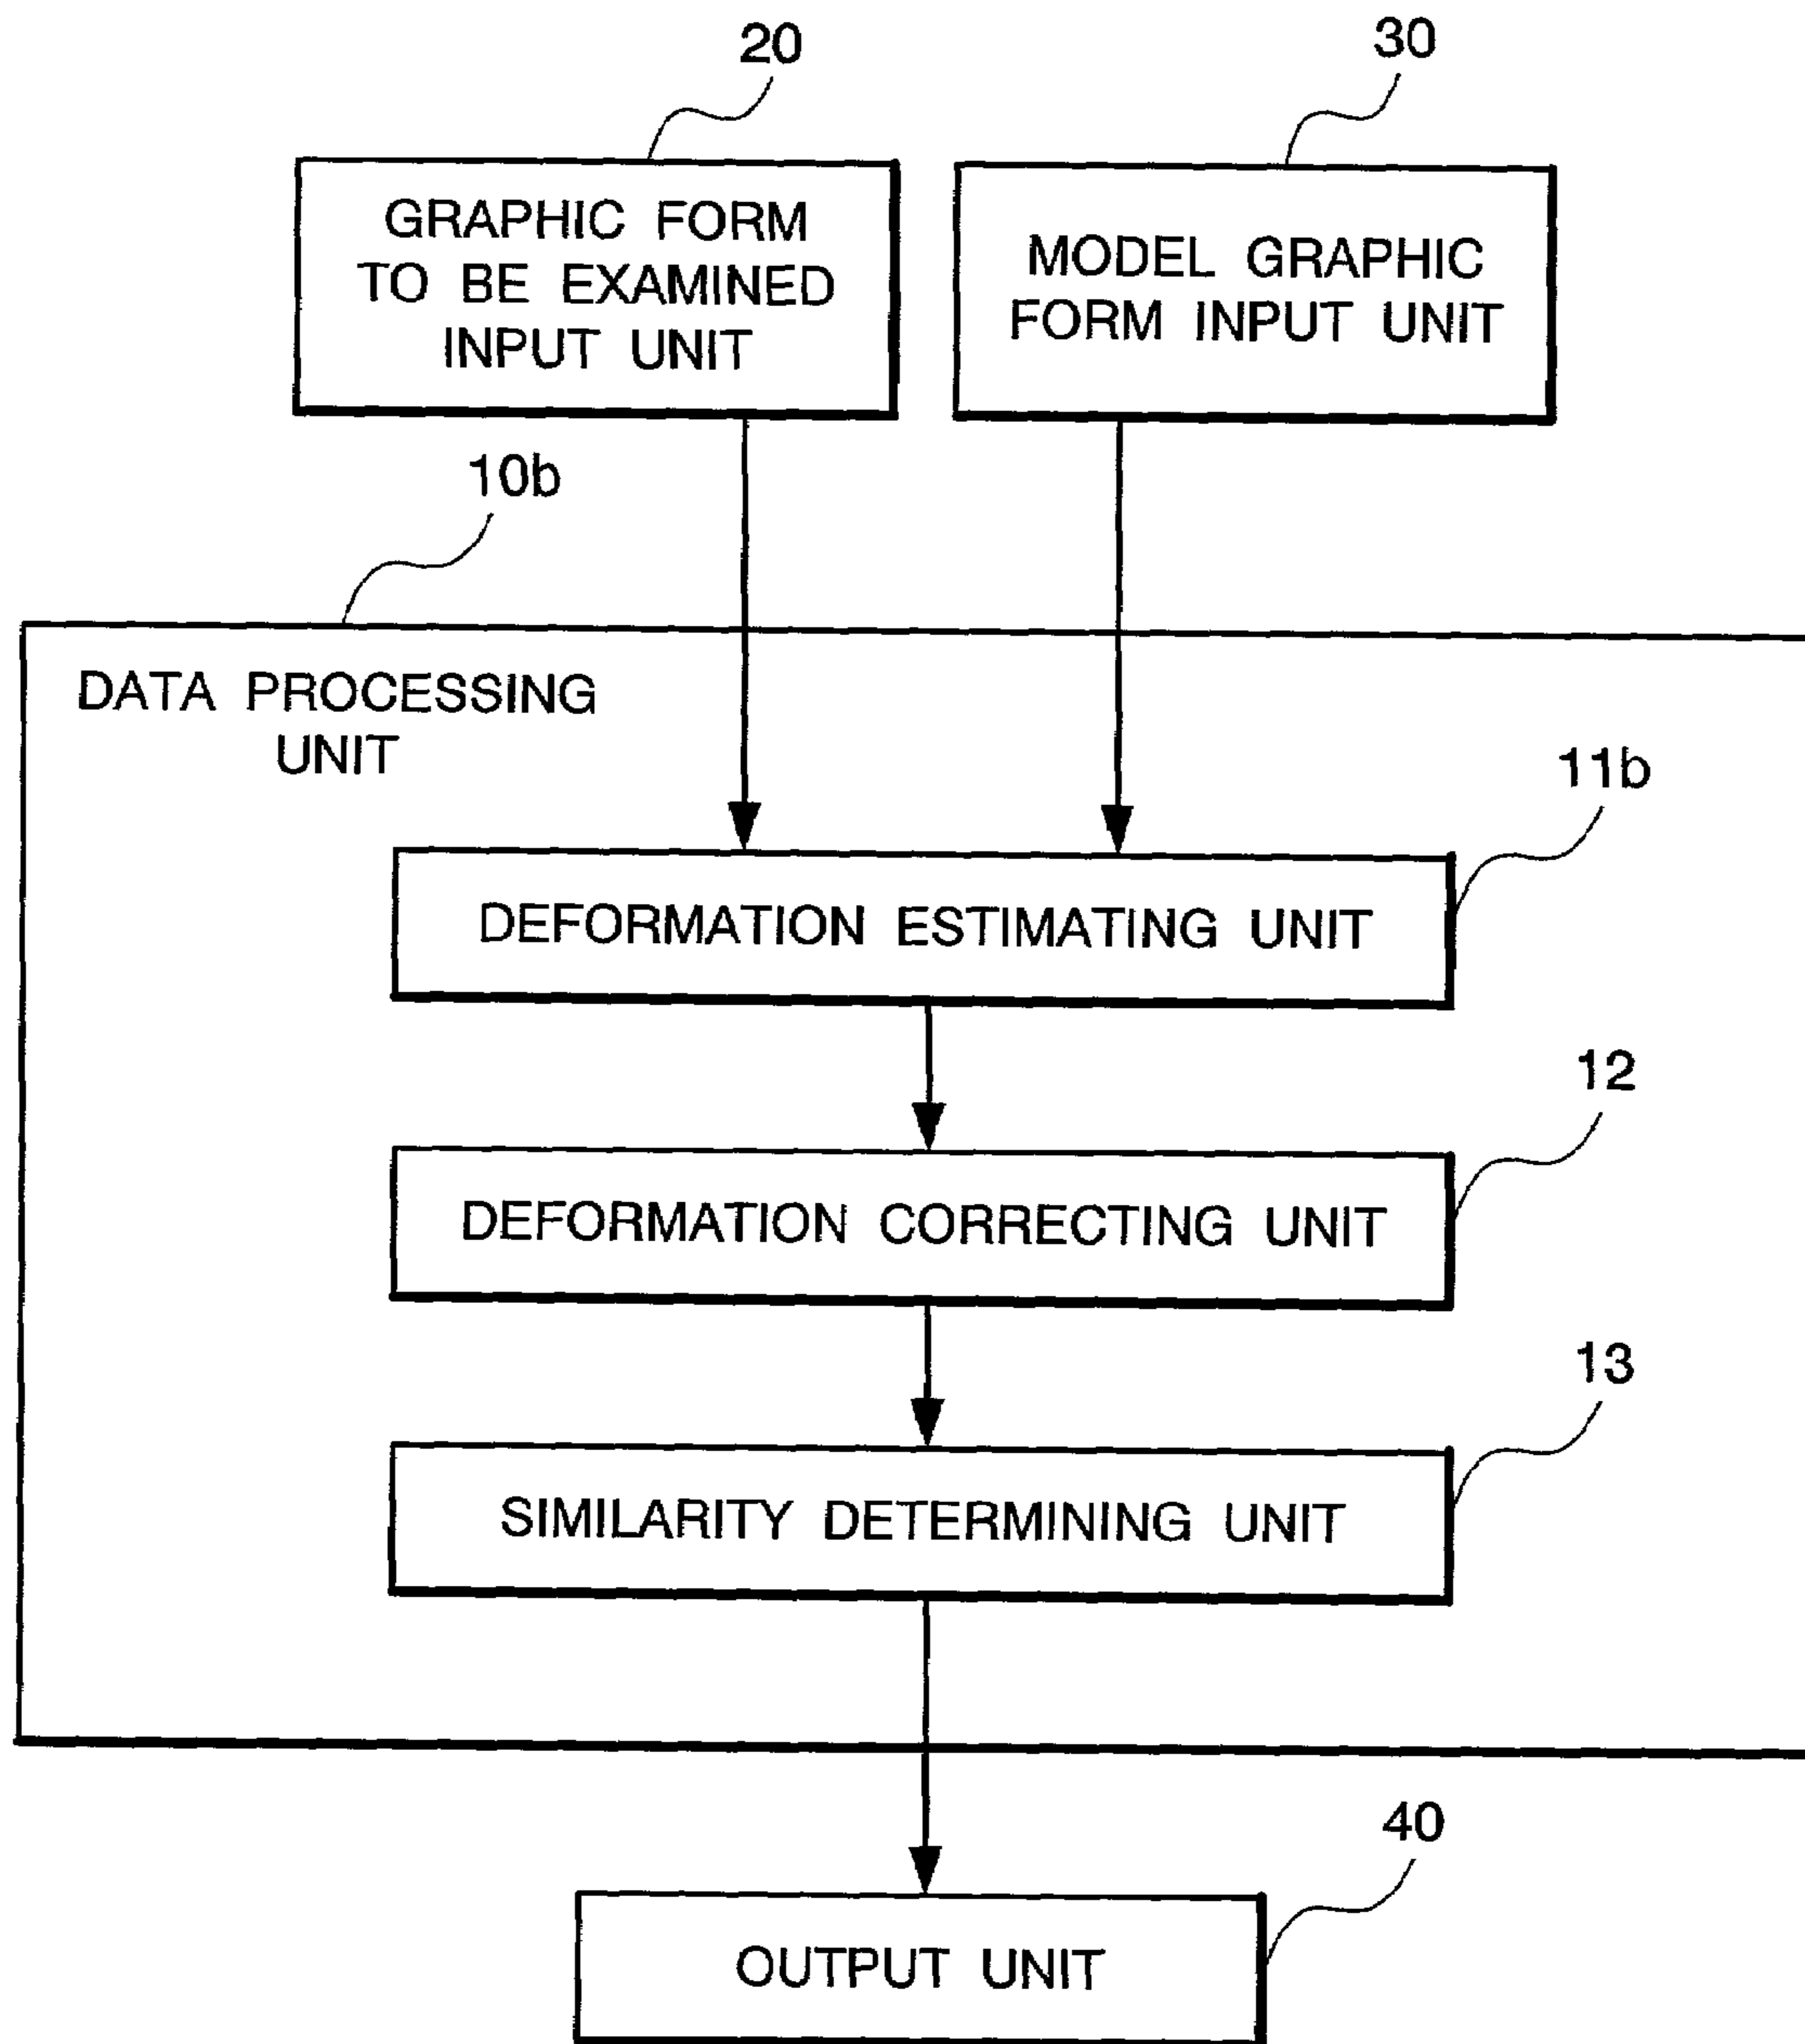 20
30
GRAPHIC FORM
TO BE EXAMINED
INPUT UNIT
MODEL GRAPHIC
FORM INPUT UNIT
10b
DATA PROCESSING
UNIT
11b
DEFORMATION ESTIMATING UNIT
12
DEFORMATION CORRECTING UNIT
13
SIMILARITY DETERMINING UNIT
40
OUTPUT UNIT